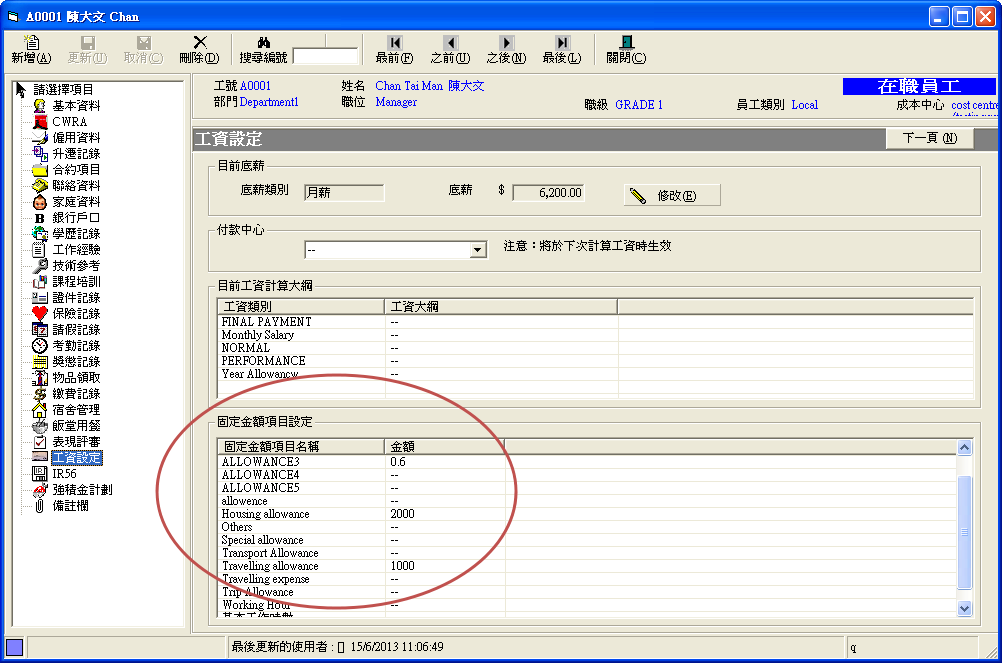 A0001 陳大文 Chan
新增(A) 更新(U) 取消(C) 刪除(D) 搜尋編號 最前(F) 之前(U) 之後(N) 最後(L) 關閉(C)
請選擇項目
基本資料
CWRA
僱用資料
升遷記錄
合約項目
聯絡資料
家庭資料
銀行戶口
學歷記錄
工作經驗
技術參考
課程培訓
證件記錄
保險記錄
請假記錄
考勤記錄
獎懲記錄
物品領取
繳費記錄
宿舍管理
飯堂用餐
表現評審
工資設定
IR56
強積金計劃
備註欄
工號 A0001 姓名 Chan Tai Man 陳大文 在職員工
部門 Department1 職位 Manager 職級 GRADE 1 員工類別 Local 成本中心 cost centre
工資設定 下一頁 (N)
目前底薪
底薪類別 月薪 底薪 $ 6,200.00 修改(E)
付款中心
-- 注意：將於下次計算工資時生效
目前工資計算大綱
工資類別 工資大綱
FINAL PAYMENT --
Monthly Salary --
NORMAL --
PERFORMANCE --
Year Allowancw --
固定金額項目設定
固定金額項目名稱 金額
ALLOWANCE3 0.6
ALLOWANCE4 --
ALLOWANCE5 --
allowence --
Housing allowance 2000
Others --
Special allowance --
Transport Allowance --
Travelling allowance 1000
Travelling expense --
Trip Allowance --
Working Hour --
基本工作時數
最後更新的使用者 : [] 15/6/2013 11:06:49 q